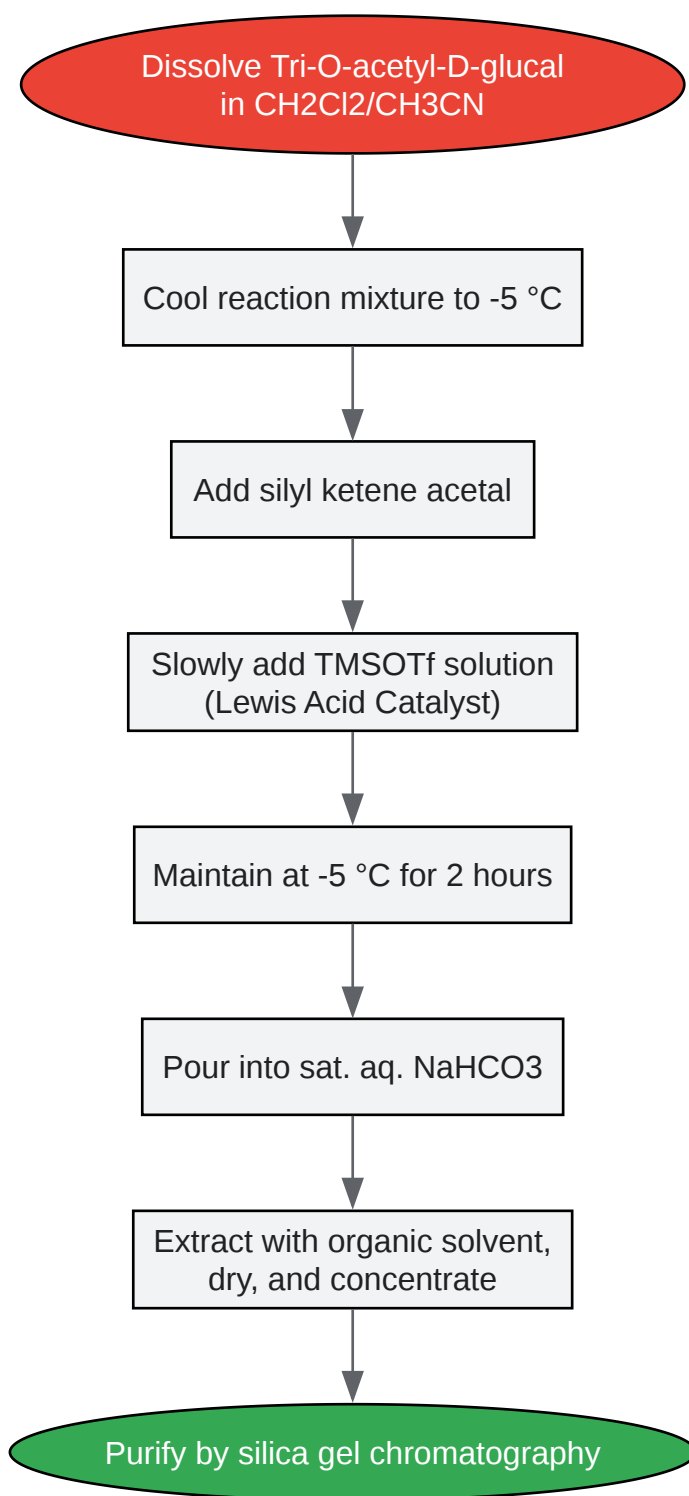 Dissolve Tri-O-acetyl-D-glucal
in CH2Cl2/CH3CN
Cool reaction mixture to -5 °C
Add silyl ketene acetal
Slowly add TMSOTf solution
(Lewis Acid Catalyst)
Maintain at -5 °C for 2 hours
Pour into sat. aq. NaHCO3
Extract with organic solvent,
dry, and concentrate
Purify by silica gel chromatography